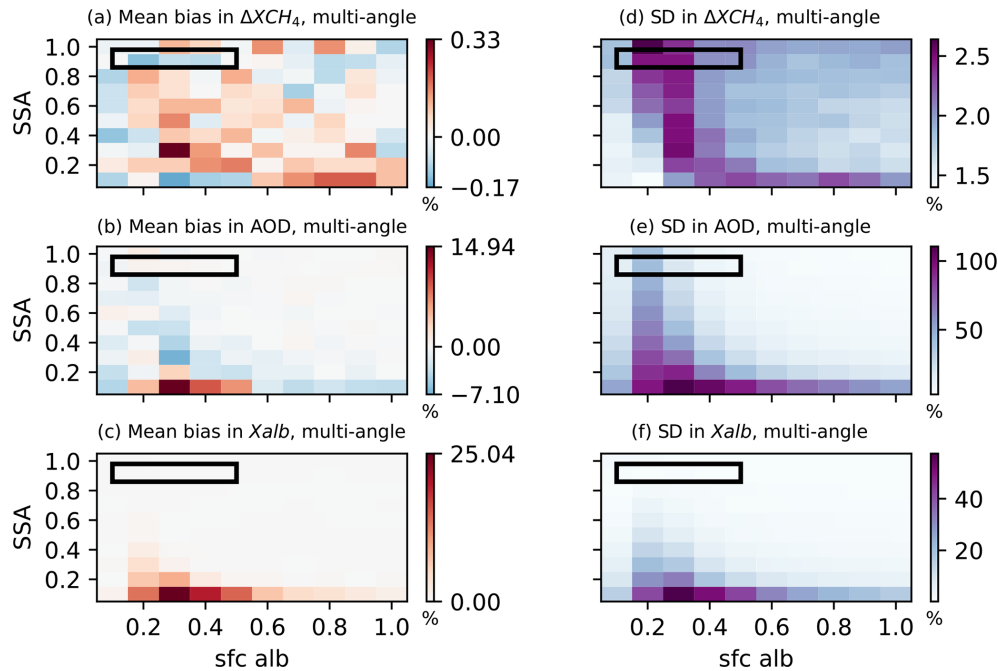 (a) Mean bias in ΔXCH₄, multi-angle
1.0
0.8
0.6
0.4
0.2
SSA
0.33
0.00
−0.17
%
(d) SD in ΔXCH₄, multi-angle
2.5
2.0
1.5
%
(b) Mean bias in AOD, multi-angle
1.0
0.8
0.6
0.4
0.2
SSA
14.94
0.00
−7.10
%
(e) SD in AOD, multi-angle
100
50
%
(c) Mean bias in Xalb, multi-angle
1.0
0.8
0.6
0.4
0.2
SSA
0.2 0.4 0.6 0.8 1.0
sfc alb
25.04
0.00
%
(f) SD in Xalb, multi-angle
0.2 0.4 0.6 0.8 1.0
sfc alb
40
20
%